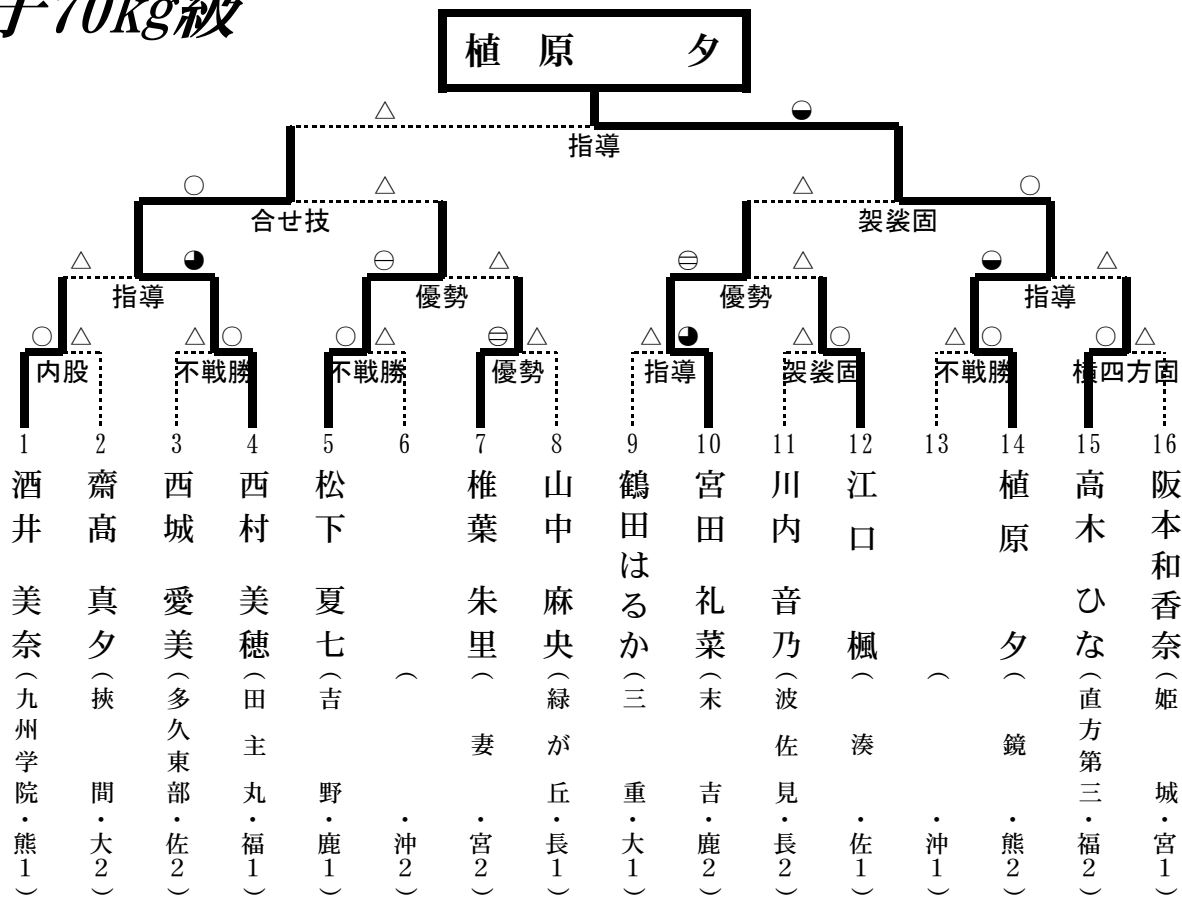 子70kg級
植原 夕
△
指導
○ △ △ ○
合せ技 袈裟固
△ △ △ △
指導 優勢 優勢 指導
○ △ △ ○ ○ △ △ △ △ ○ △ ○ ○ △
内股 不戦勝 不戦勝 優勢 指導 袈裟固 不戦勝 横四方固
1 2 3 4 5 6 7 8 9 10 11 12 13 14 15 16
酒井 美奈(九州学院・熊1)
齋髙 真夕(挾間・大2)
西城 愛美(多久東部・佐2)
西村 美穂(田主丸・福1)
松下 夏七(吉野・鹿1)
(・沖2)
椎葉 朱里(妻・宮2)
山中 麻央(緑が丘・長1)
鶴田はるか(三重・大1)
宮田 礼菜(末吉・鹿2)
川内 音乃(波佐見・長2)
江口 楓(湊・佐1)
(・沖1)
植原 夕(鏡・熊2)
高木 ひな(直方第三・福2)
阪本和香奈(姫城・宮1)